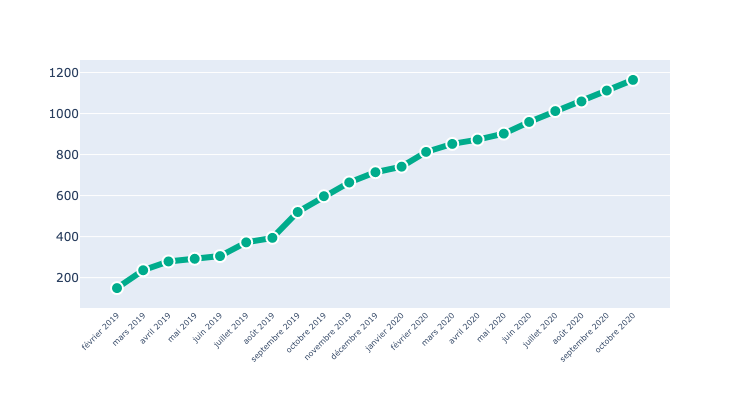 1200
1000
800
600
400
200
février 2019
mars 2019
avril 2019
mai 2019
juin 2019
juillet 2019
août 2019
septembre 2019
octobre 2019
novembre 2019
décembre 2019
janvier 2020
février 2020
mars 2020
avril 2020
mai 2020
juin 2020
juillet 2020
août 2020
septembre 2020
octobre 2020